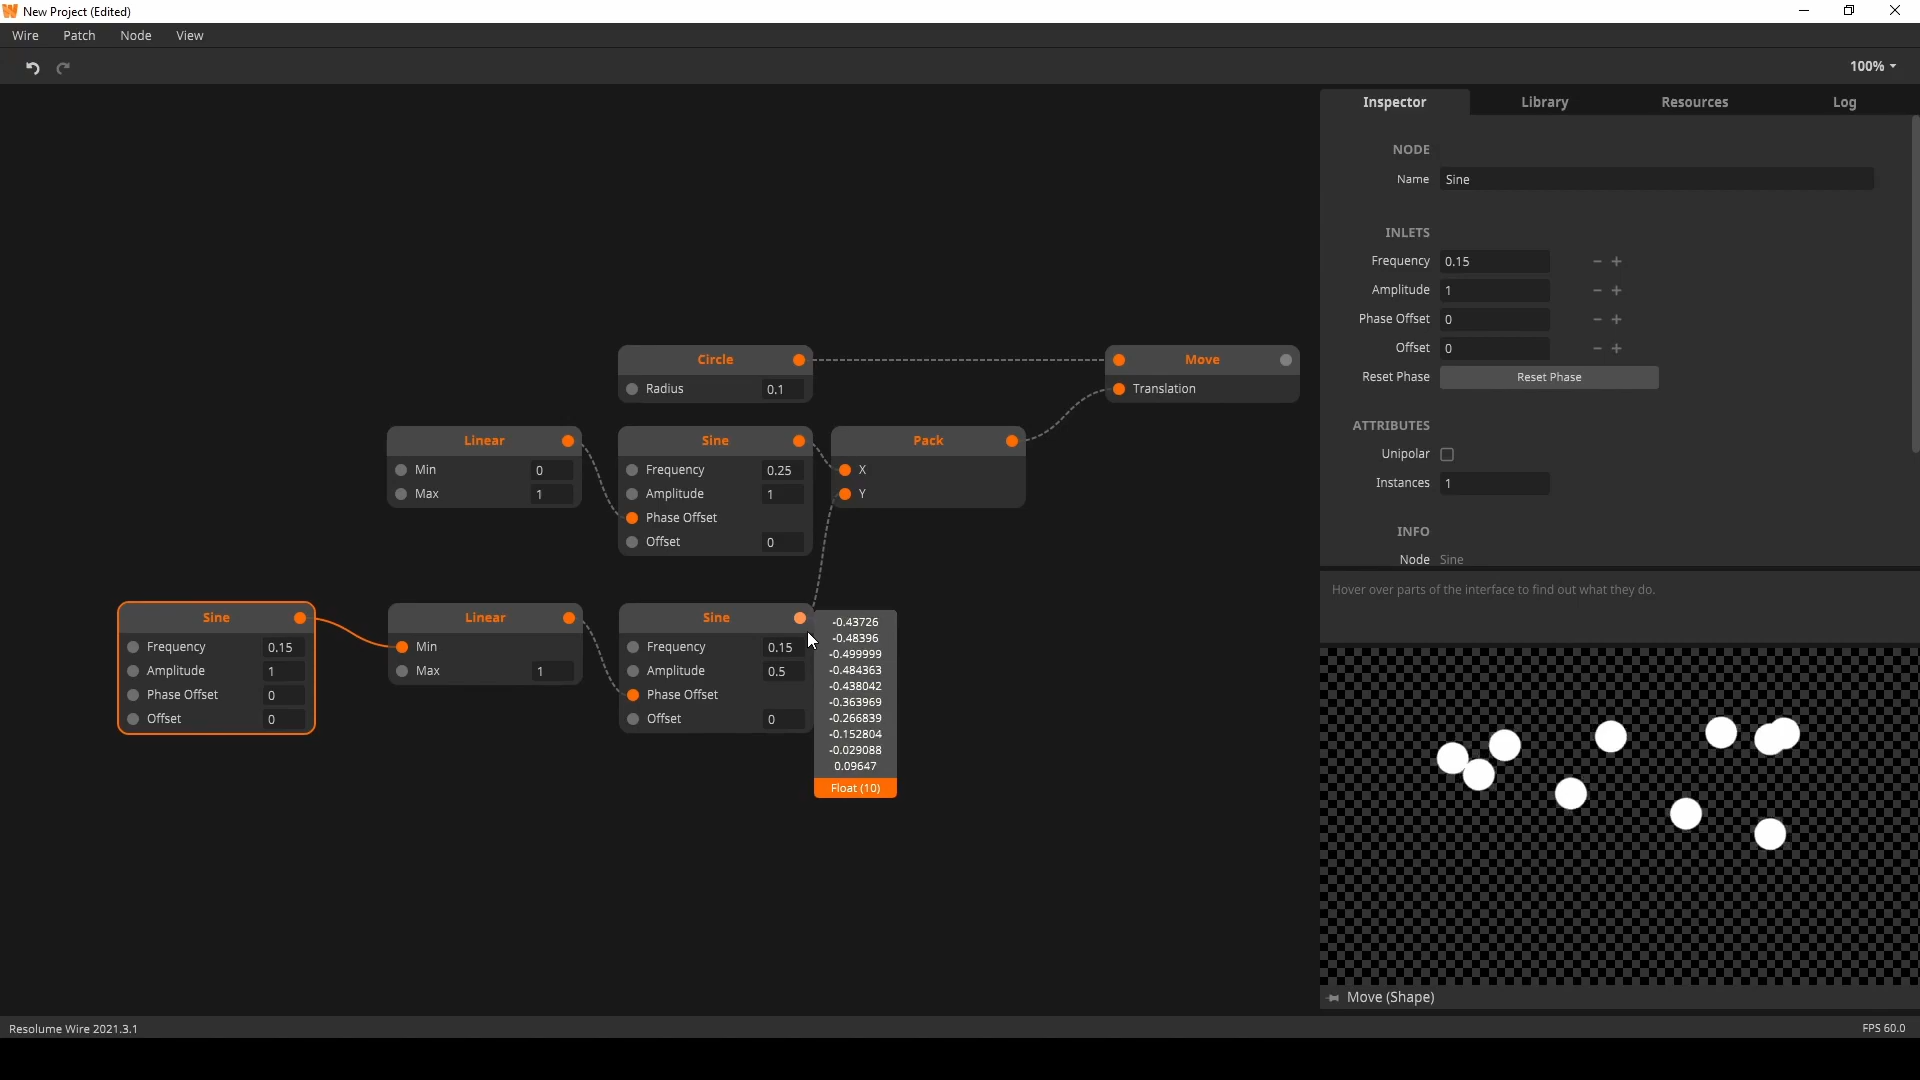 New Project (Edited)
Wire Patch Node View
100%
Inspector Library Resources Log
NODE
Name Sine
INLETS
Frequency 0.15
Amplitude 1
Phase Offset 0
Offset 0
Reset Phase Reset Phase
ATTRIBUTES
Unipolar
Instances 1
INFO
Node Sine
Hover over parts of the interface to find out what they do.
Circle
Radius 0.1
Move
Translation
Linear
Min 0
Max 1
Sine
Frequency 0.25
Amplitude 1
Phase Offset
Offset 0
Pack
X
Y
Sine
Frequency 0.15
Amplitude 1
Phase Offset 0
Offset 0
Linear
Min
Max 1
Sine
Frequency 0.15
Amplitude 0.5
Phase Offset
Offset 0
-0.43726
-0.48396
-0.499999
-0.484363
-0.438042
-0.363969
-0.266839
-0.152804
-0.029088
0.09647
Float (10)
Move (Shape)
Resolume Wire 2021.3.1
FPS 60.0